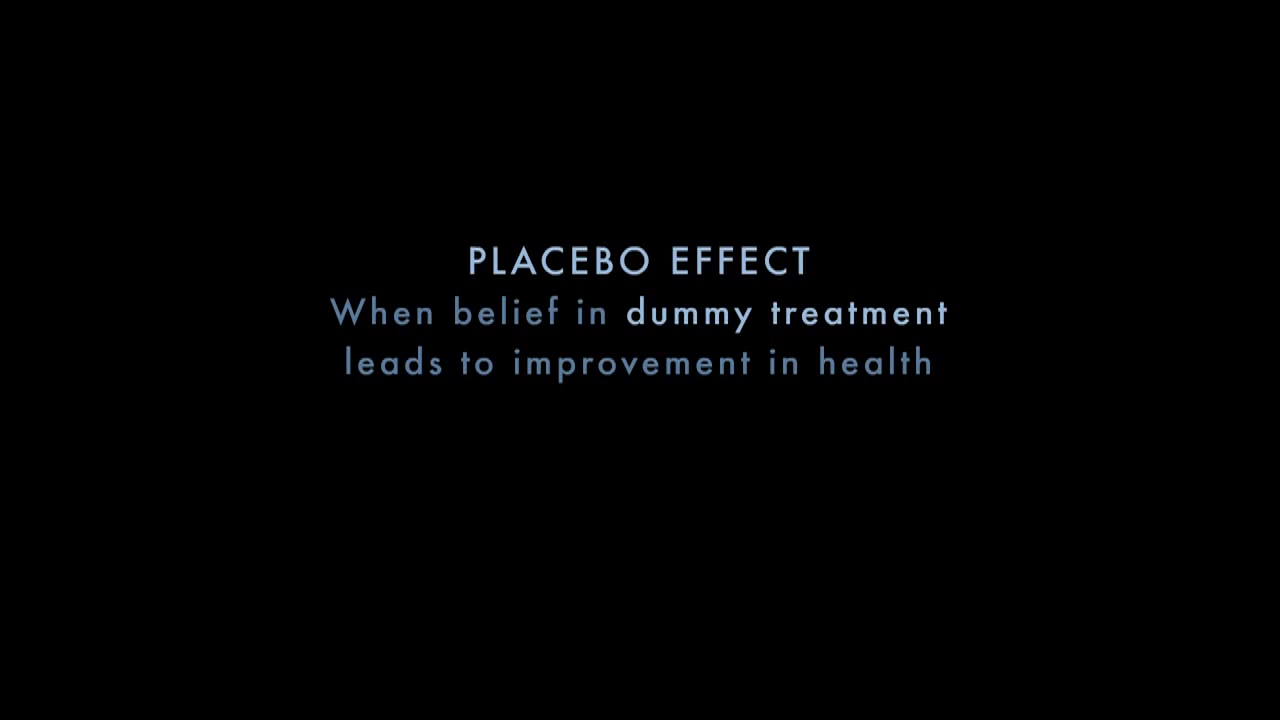 PLACEBO EFFECT
When belief in dummy treatment
leads to improvement in health